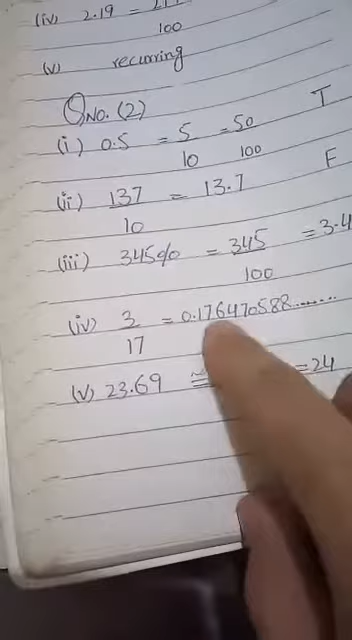 (iv) 2.19 =
100
(v) recurring
Q No. (2)
(i) 0.5 = 5/10 = 50/100 T
(ii) 137/10 = 13.7 F
(iii) 345% = 345/100 = 3.4
(iv) 3/17 = 0.176470588......
(v) 23.69 ≅ = 24